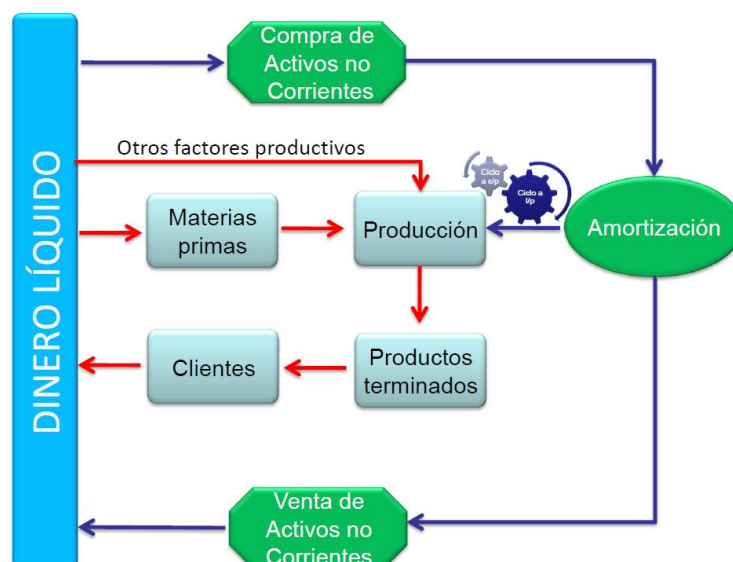 DINERO LÍQUIDO
Compra de
Activos no
Corrientes
Otros factores productivos
Materias
primas
Producción
Ciclo
a c/p
Ciclo a
l/p
Amortización
Clientes
Productos
terminados
Venta de
Activos no
Corrientes